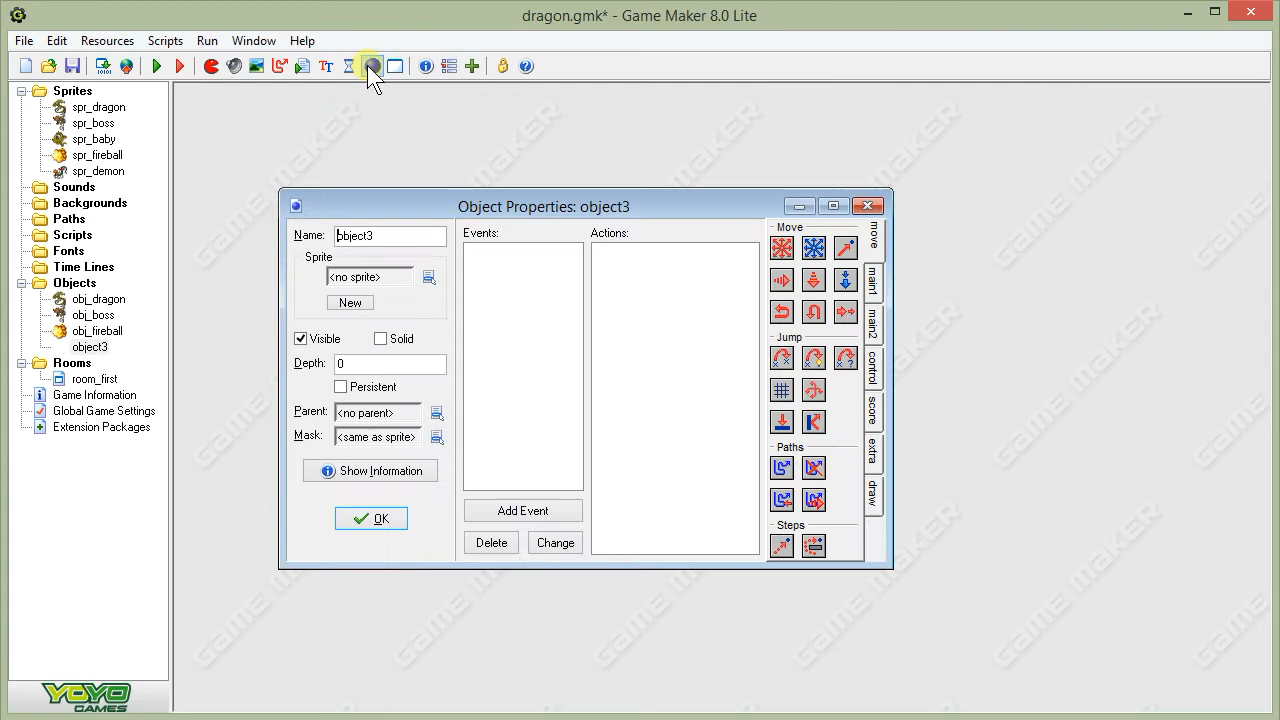 dragon.gmk* - Game Maker 8.0 Lite
File Edit Resources Scripts Run Window Help
Sprites
spr_dragon
spr_boss
spr_baby
spr_fireball
spr_demon
Sounds
Backgrounds
Paths
Scripts
Fonts
Time Lines
Objects
obj_dragon
obj_boss
obj_fireball
object3
Rooms
room_first
Game Information
Global Game Settings
Extension Packages
YOYO
GAMES
Object Properties: object3
Name: object3
Sprite
<no sprite>
New
Visible Solid
Depth: 0
Persistent
Parent: <no parent>
Mask: <same as sprite>
Show Information
OK
Events:
Add Event
Delete Change
Actions:
Move
Jump
Paths
Steps
move
main1
main2
control
score
extra
draw
GAME MAKER